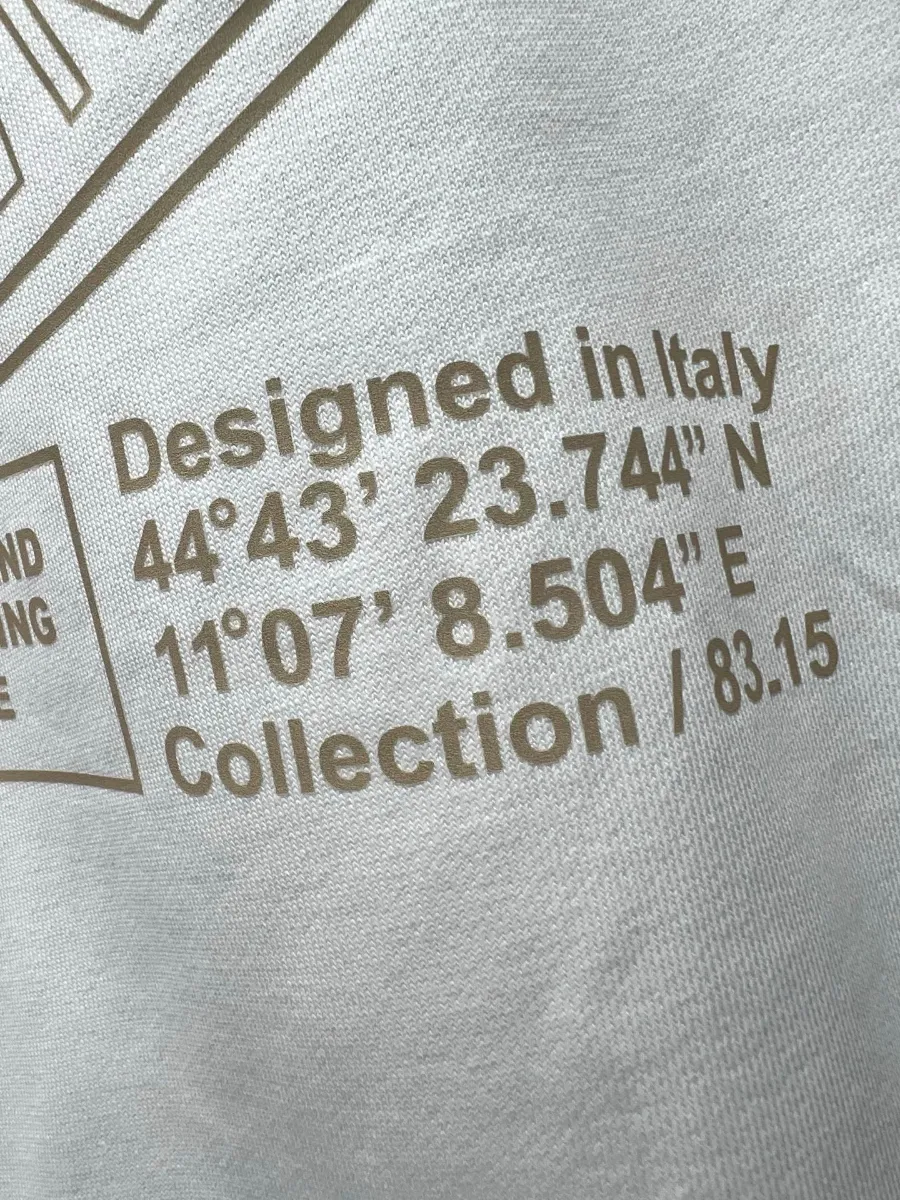 Designed in Italy
44°43’ 23.744” N
11°07’ 8.504” E
Collection / 83.15